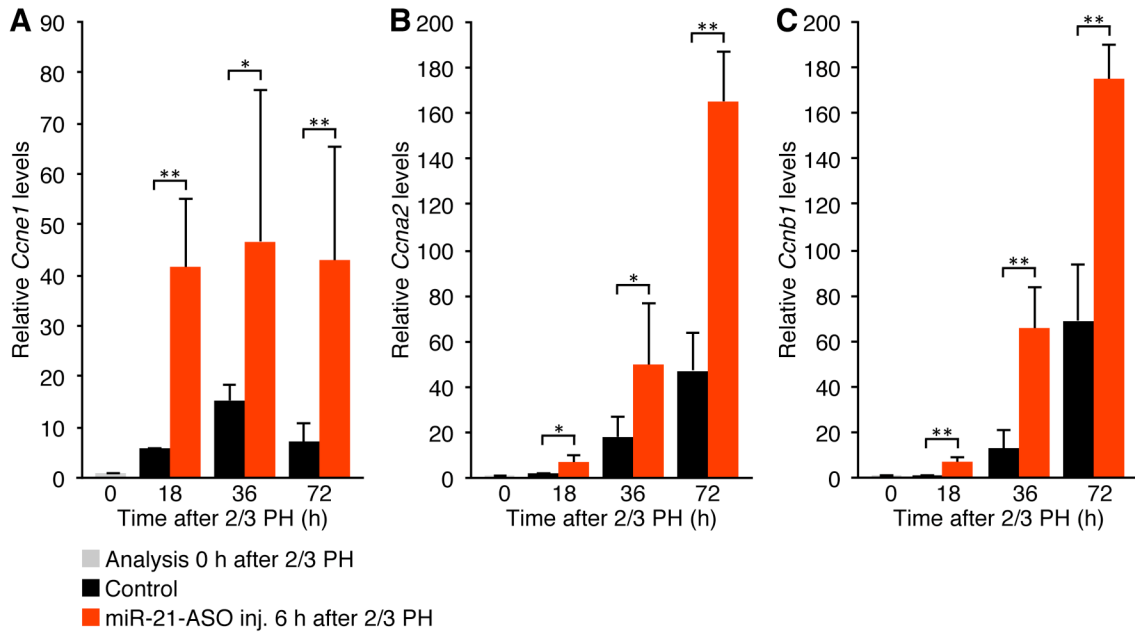 A
Relative Ccne1 levels
90
80
70
60
50
40
30
20
10
0
**
*
**
0 18 36 72
Time after 2/3 PH (h)
B
Relative Ccna2 levels
200
180
160
140
120
100
80
60
40
20
0
*
*
**
0 18 36 72
Time after 2/3 PH (h)
C
Relative Ccnb1 levels
200
180
160
140
120
100
80
60
40
20
0
**
**
**
0 18 36 72
Time after 2/3 PH (h)
Analysis 0 h after 2/3 PH
Control
miR-21-ASO inj. 6 h after 2/3 PH